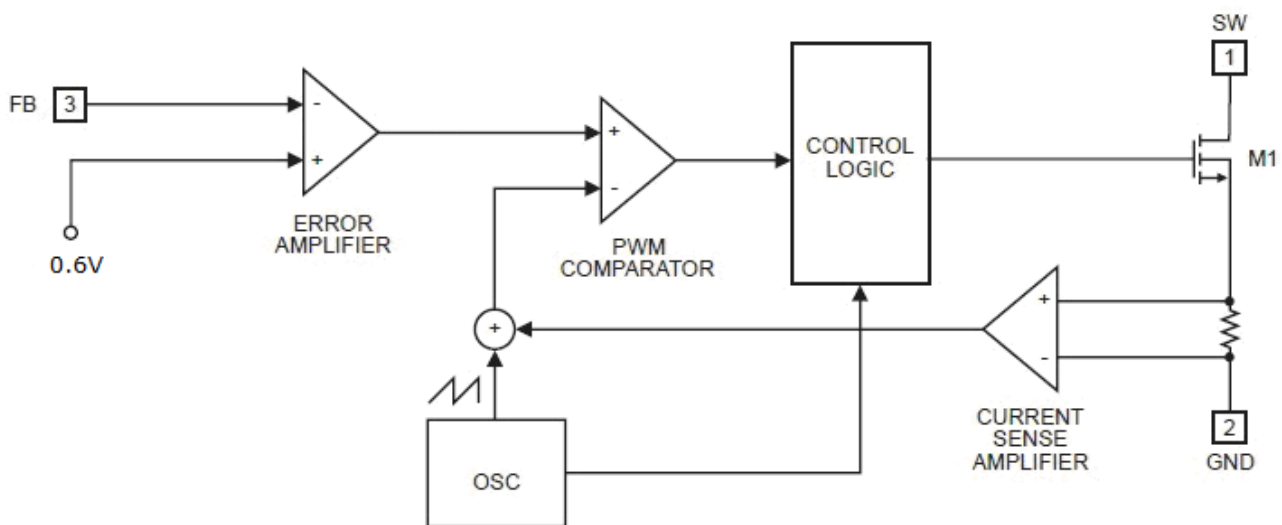 SW
1
FB
3
-
+
ERROR
AMPLIFIER
0.6V
+
-
PWM
COMPARATOR
CONTROL
LOGIC
M1
+
OSC
+
-
CURRENT
SENSE
AMPLIFIER
2
GND